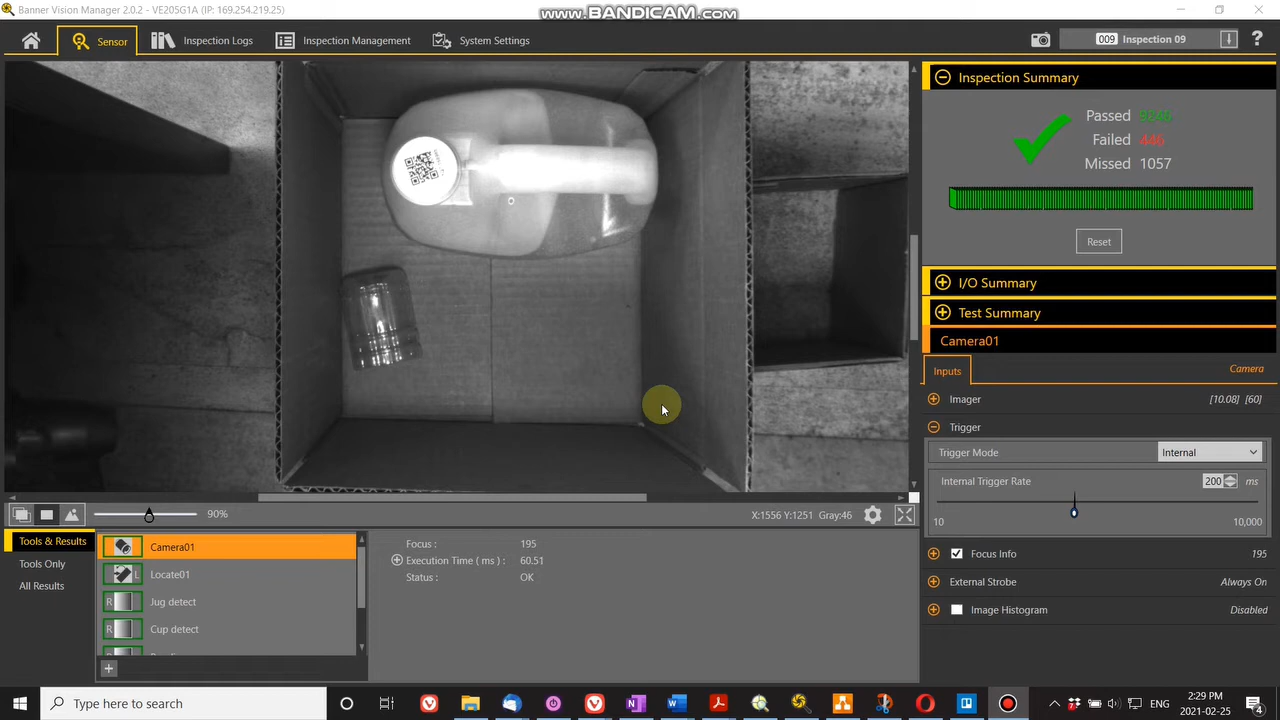 Banner Vision Manager 2.0.2 - VE205G1A (IP: 169.254.219.25)
www.BANDICAM.com
Sensor
Inspection Logs
Inspection Management
System Settings
009 Inspection 09
?
Inspection Summary
Passed
Failed 446
Missed 1057
Reset
I/O Summary
Test Summary
Camera01
Inputs
Camera
Imager [10.08] [60]
Trigger
Trigger Mode Internal
Internal Trigger Rate 200 ms
10 10,000
Focus Info 195
External Strobe Always On
Image Histogram Disabled
90%
X:1556 Y:1251 Gray:46
Tools & Results
Tools Only
All Results
Camera01
L Locate01
R Jug detect
R Cup detect
Focus : 195
Execution Time ( ms ) : 60.51
Status : OK
Type here to search
ENG
2:29 PM
2021-02-25
4